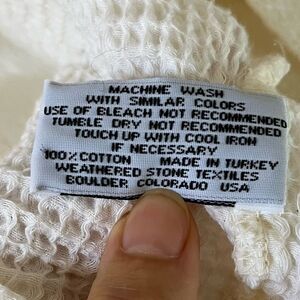 MACHINE WASH
WITH SIMILAR COLORS
USE OF BLEACH NOT RECOMMENDED
TUMBLE DRY NOT RECOMMENDED
TOUCH UP WITH COOL IRON
IF NECESSARY
100% COTTON MADE IN TURKEY
WEATHERED STONE TEXTILES
BOULDER, COLORADO USA